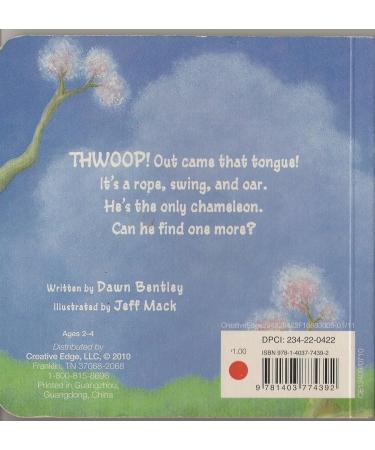 THWOOP! Out came that tongue!
It's a rope, swing, and oar.
He's the only chameleon.
Can he find one more?
Written by Dawn Bentley
Illustrated by Jeff Mack
Ages 2-4
Distributed by
Creative Edge, LLC, © 2010
Franklin, TN 37068-2068
1-800-815-8696
Printed in Guangzhou,
Guangdong, China
DPCI: 234-22-0422
$1.00
ISBN 978-1-4037-7439-2
9 781403 774392